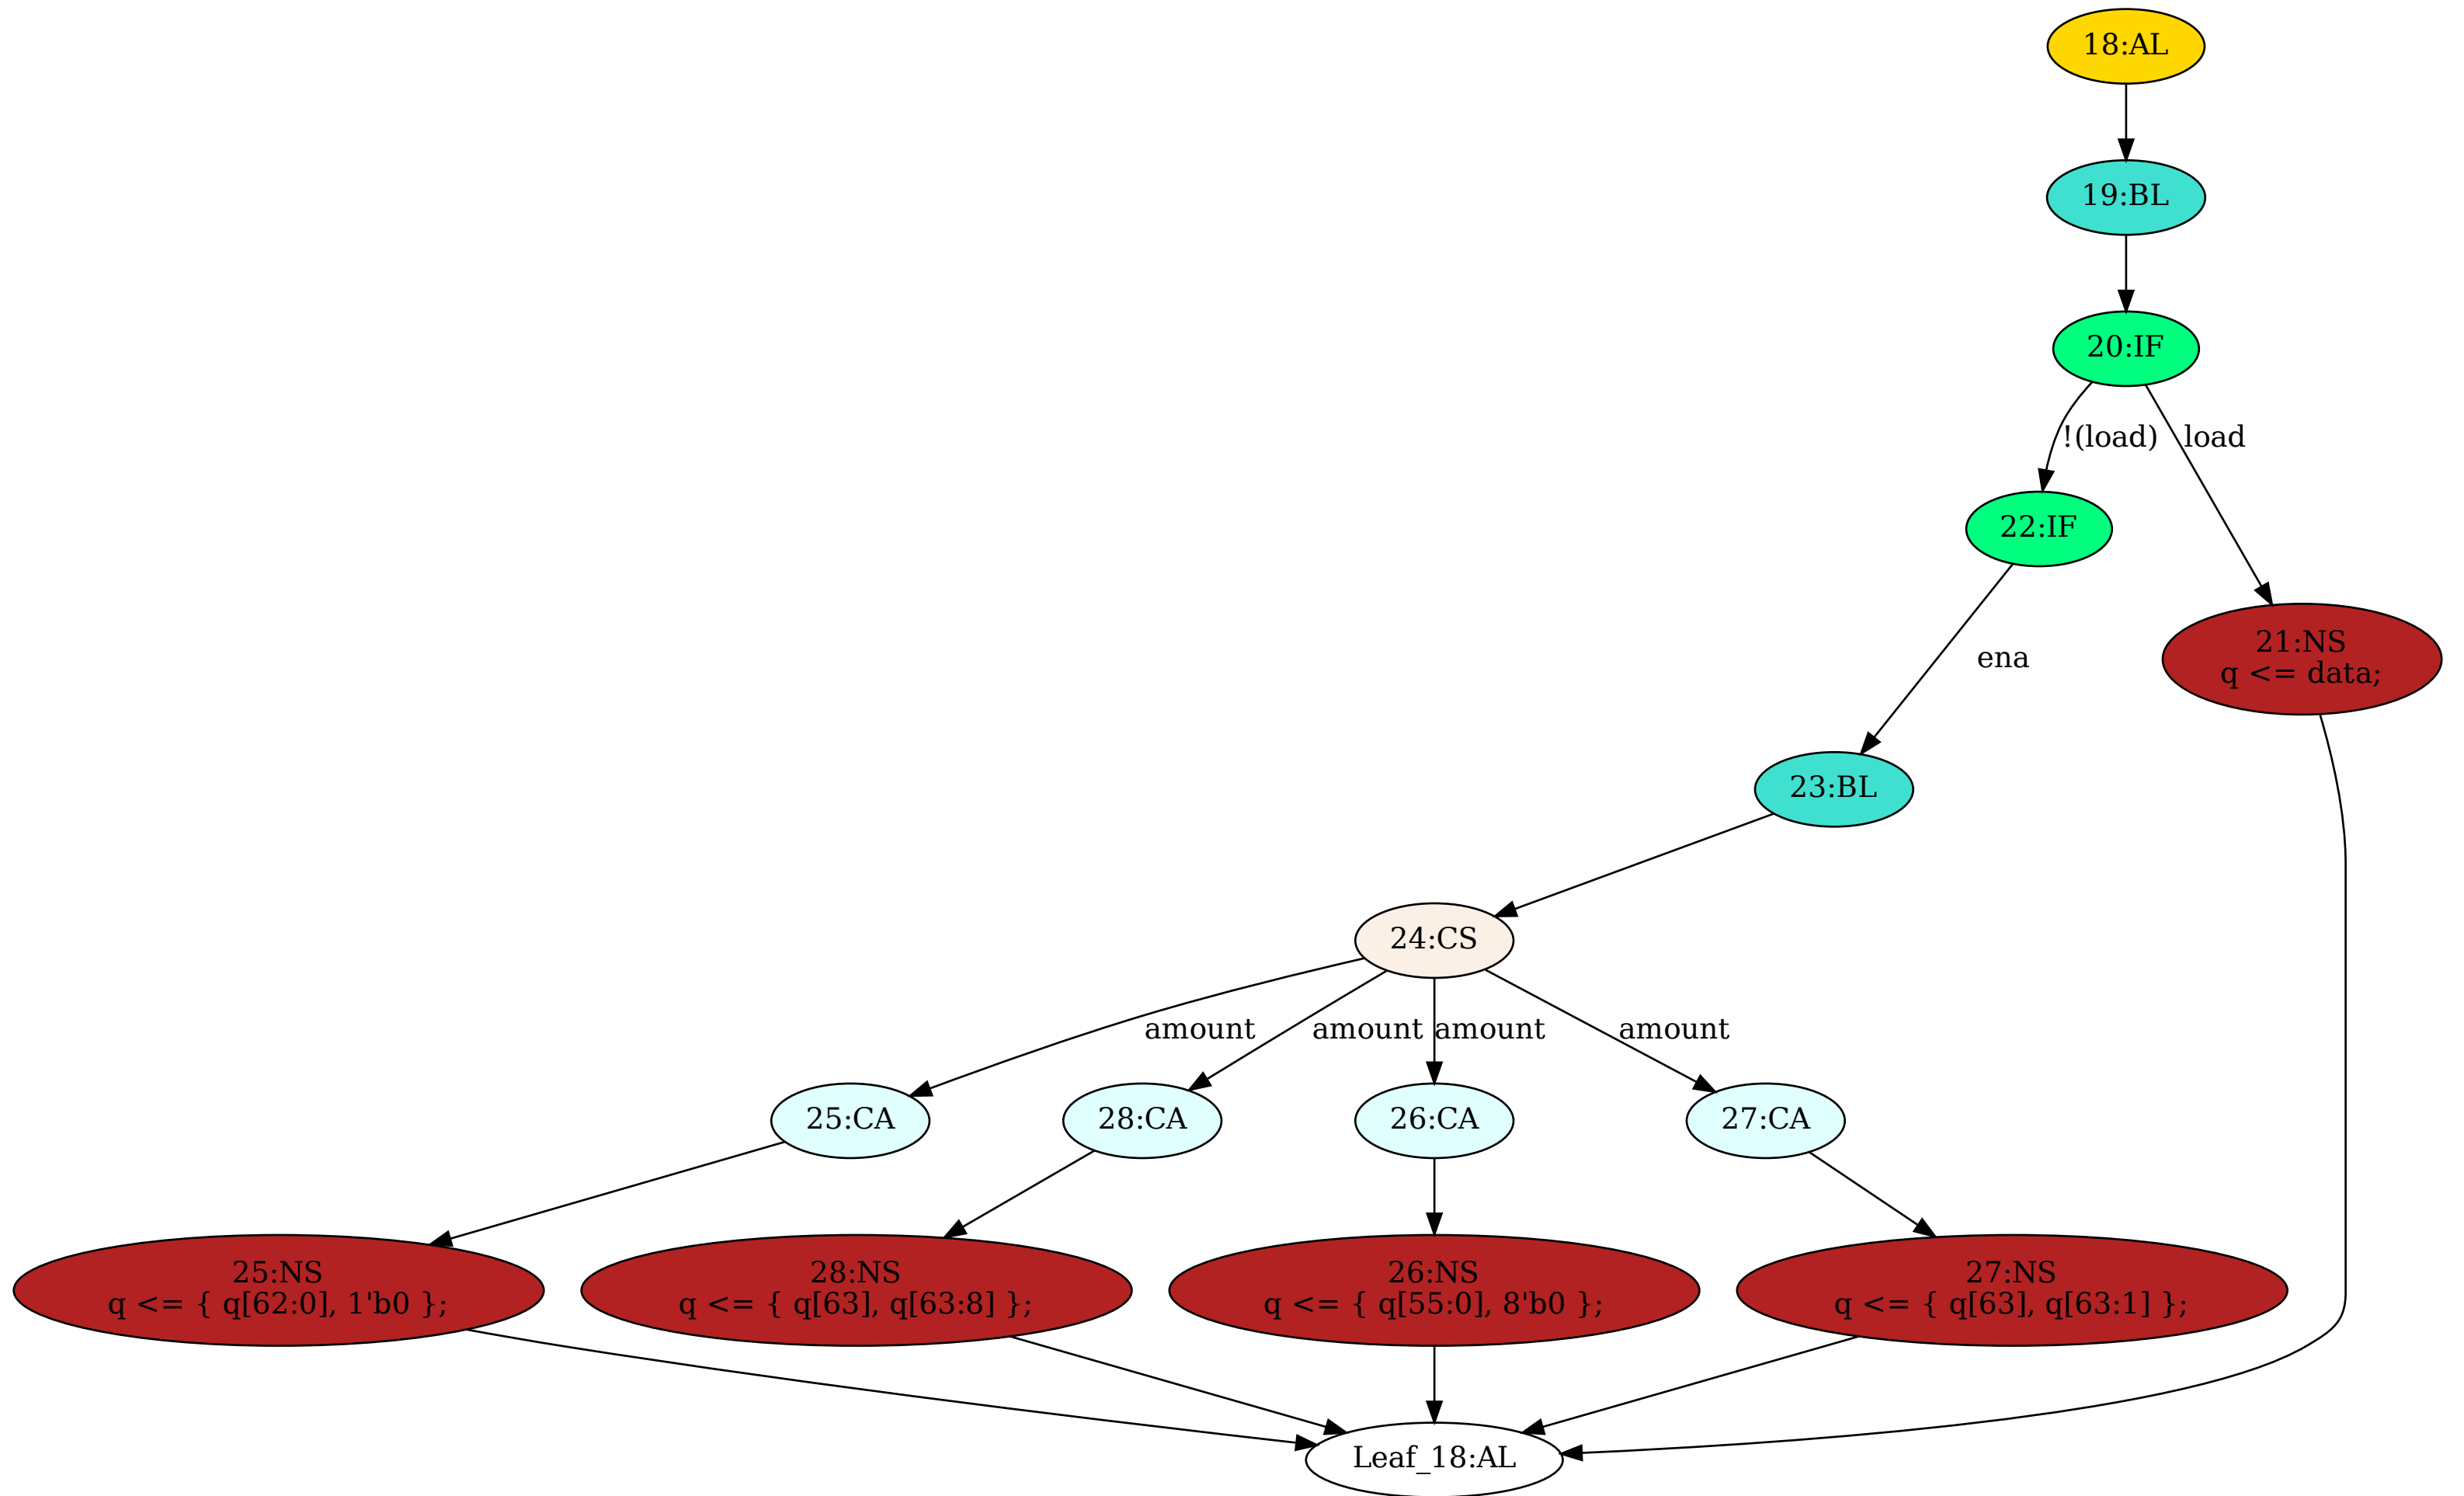 18:AL
19:BL
20:IF
!(load)
load
22:IF
21:NS
q <= data;
ena
23:BL
24:CS
amount
amount
amount
amount
25:CA
28:CA
26:CA
27:CA
25:NS
q <= { q[62:0], 1'b0 };
28:NS
q <= { q[63], q[63:8] };
26:NS
q <= { q[55:0], 8'b0 };
27:NS
q <= { q[63], q[63:1] };
Leaf_18:AL